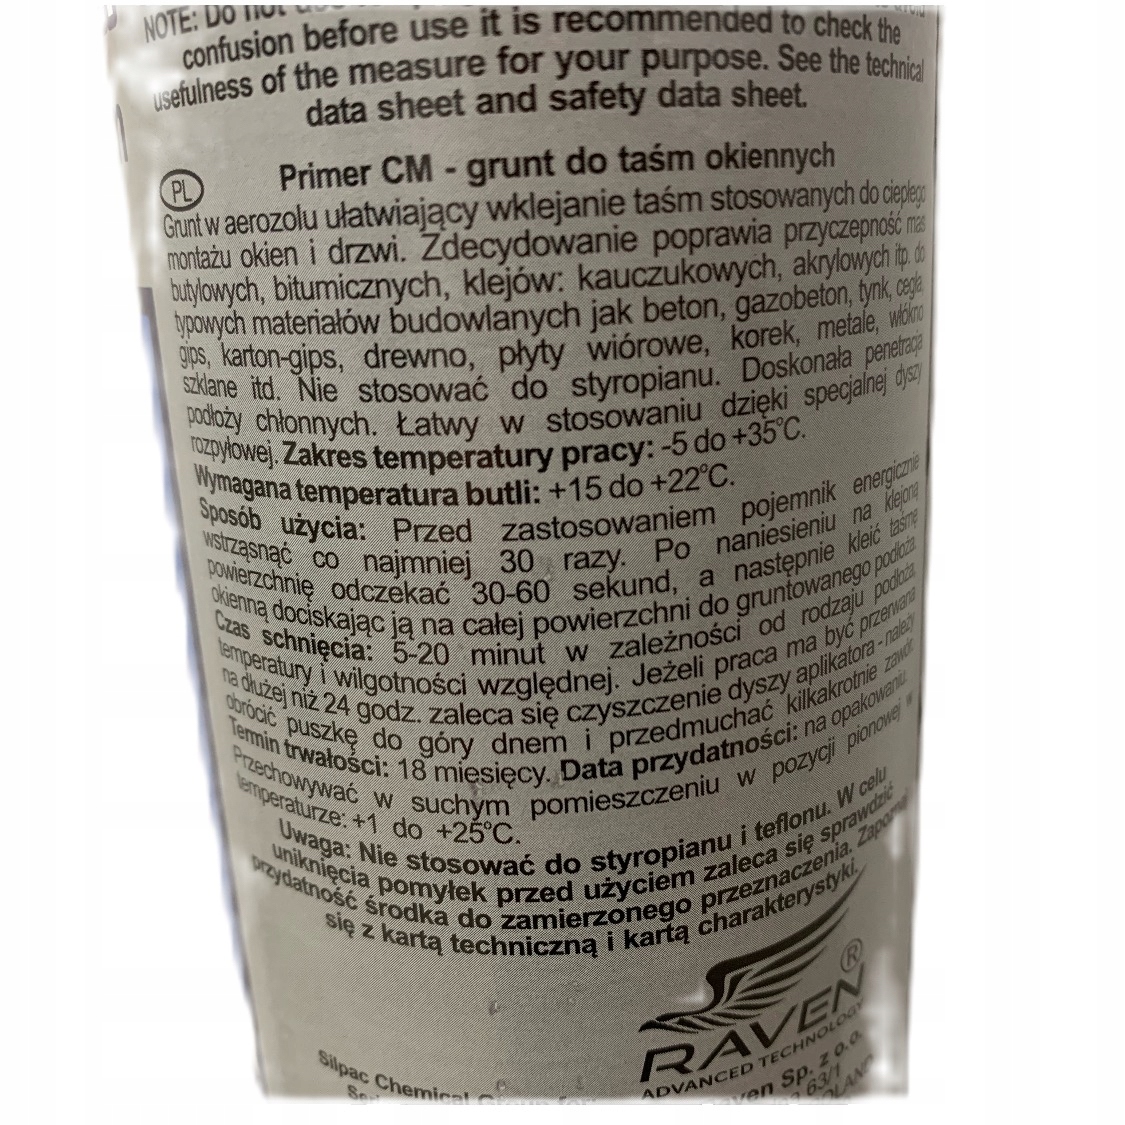 NOTE: Do not
confusion before use it is recommended to check the
usefulness of the measure for your purpose. See the technical
data sheet and safety data sheet.
PL
Primer CM - grunt do taśm okiennych
Grunt w aerozolu ułatwiający wklejanie taśm stosowanych do ciepłego
montażu okien i drzwi. Zdecydowanie poprawia przyczepność mas
butylowych, bitumicznych, klejów: kauczukowych, akrylowych itp. do
typowych materiałów budowlanych jak beton, gazobeton, tynk, cegła,
gips, karton-gips, drewno, płyty wiórowe, korek, metale, włókno
szklane itd. Nie stosować do styropianu. Doskonała penetracja
podłoży chłonnych. Łatwy w stosowaniu dzięki specjalnej dyszy
rozpyłowej. Zakres temperatury pracy: -5 do +35°C.
Wymagana temperatura butli: +15 do +22°C.
Sposób użycia: Przed zastosowaniem pojemnik energicznie
wstrząsnąć co najmniej 30 razy. Po naniesieniu na klejoną
powierzchnię odczekać 30-60 sekund, a następnie kleić taśmę
okienną dociskając ją na całej powierzchni do gruntowanego podłoża.
Czas schnięcia: 5-20 minut w zależności od rodzaju podłoża,
temperatury i wilgotności względnej. Jeżeli praca ma być przerwana
na dłużej niż 24 godz. zaleca się czyszczenie dyszy aplikatora - należy
obrócić puszkę do góry dnem i przedmuchać kilkakrotnie zawór.
Termin trwałości: 18 miesięcy. Data przydatności: na opakowaniu.
Przechowywać w suchym pomieszczeniu w pozycji pionowej w
temperaturze: +1 do +25°C.
Uwaga: Nie stosować do styropianu i teflonu. W celu
uniknięcia pomyłek przed użyciem zaleca się sprawdzić
przydatność środka do zamierzonego przeznaczenia. Zapoznaj
się z kartą techniczną i kartą charakterystyki.
RAVEN®
ADVANCED TECHNOLOGY
Silpac Chemical Group
Raven Sp. z o.o.
63/1
POLAND